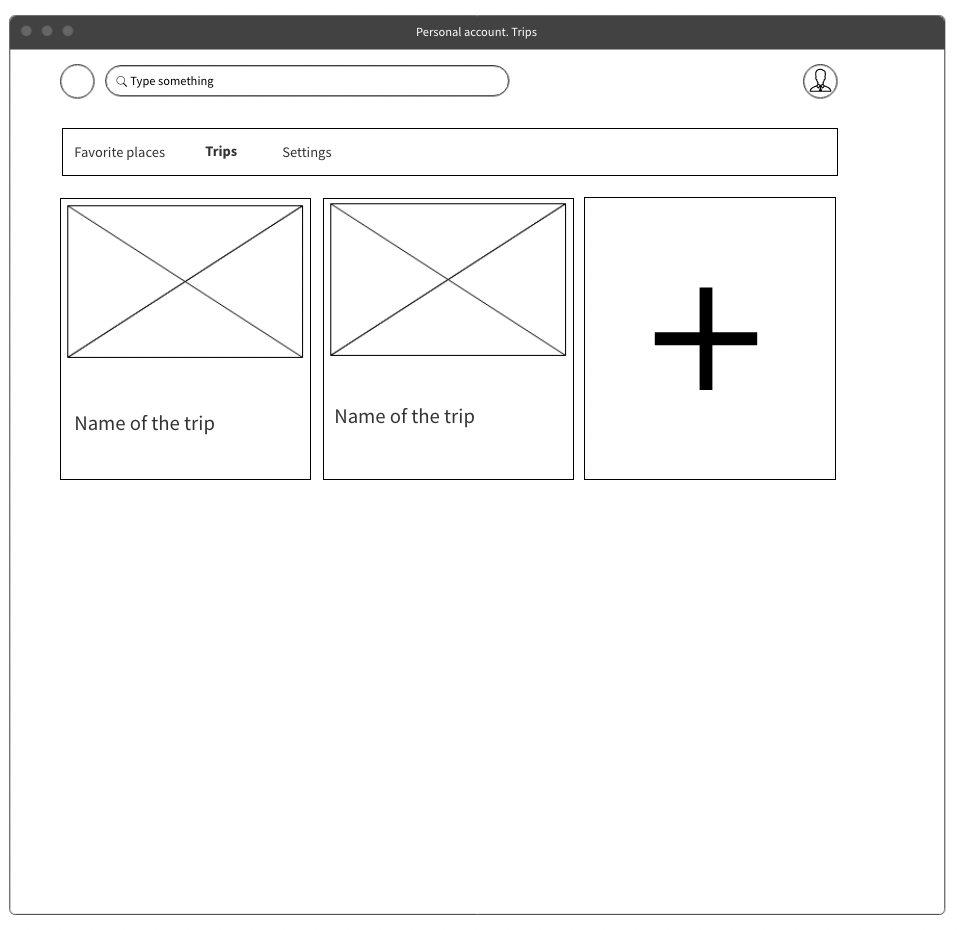 Personal account. Trips
Type something
Favorite places
Trips
Settings
Name of the trip
Name of the trip